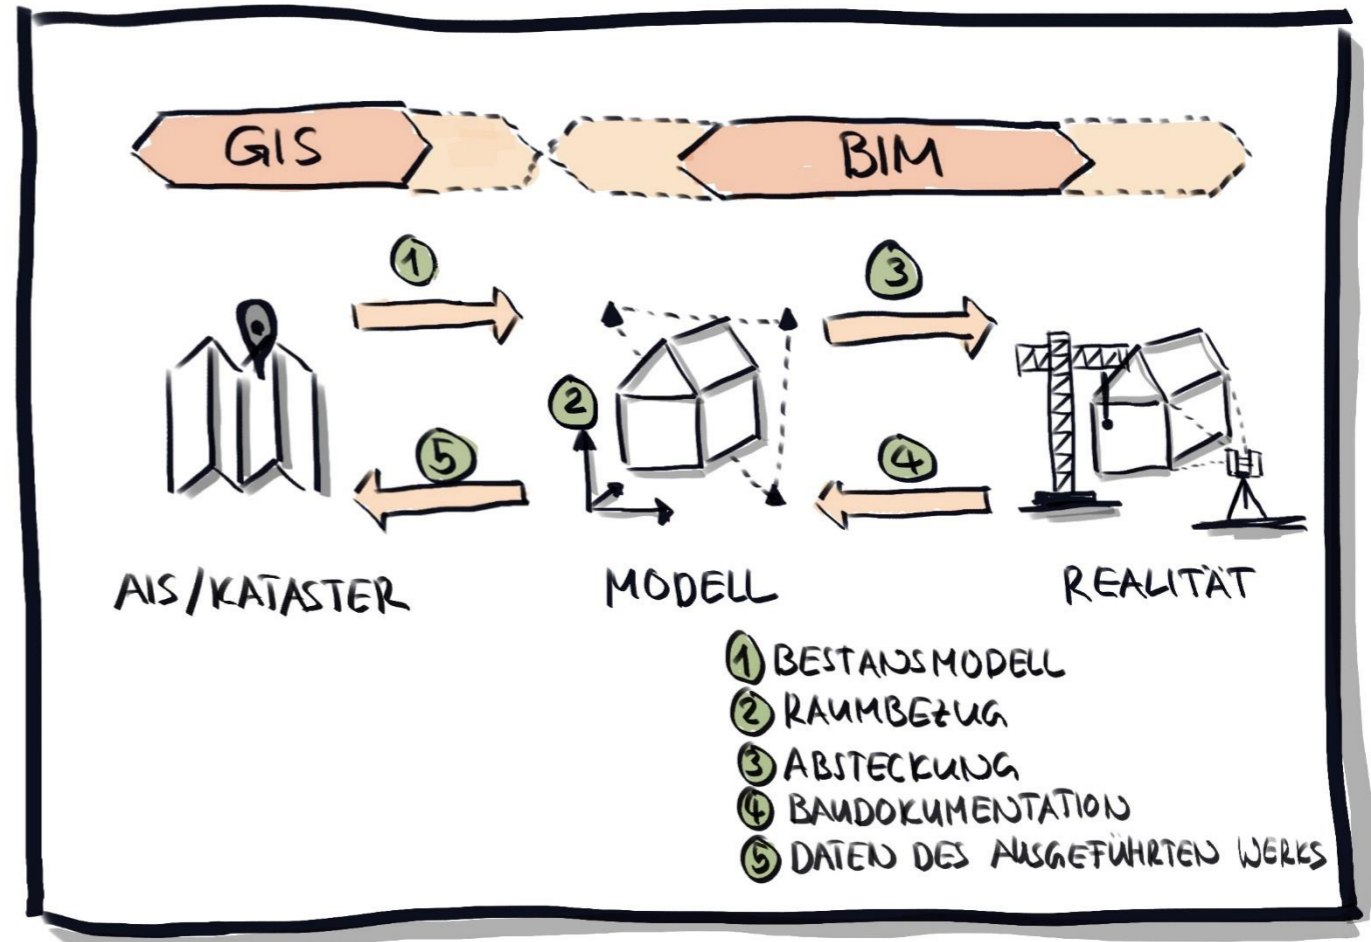 GIS
BIM
1
3
2
5
4
AIS/KATASTER
MODELL
REALITÄT
1 BESTANSMODELL
2 RAUMBEZUG
3 ABSTECKUNG
4 BAUDOKUMENTATION
5 DATEN DES AUSGEFÜHRTEN WERKS